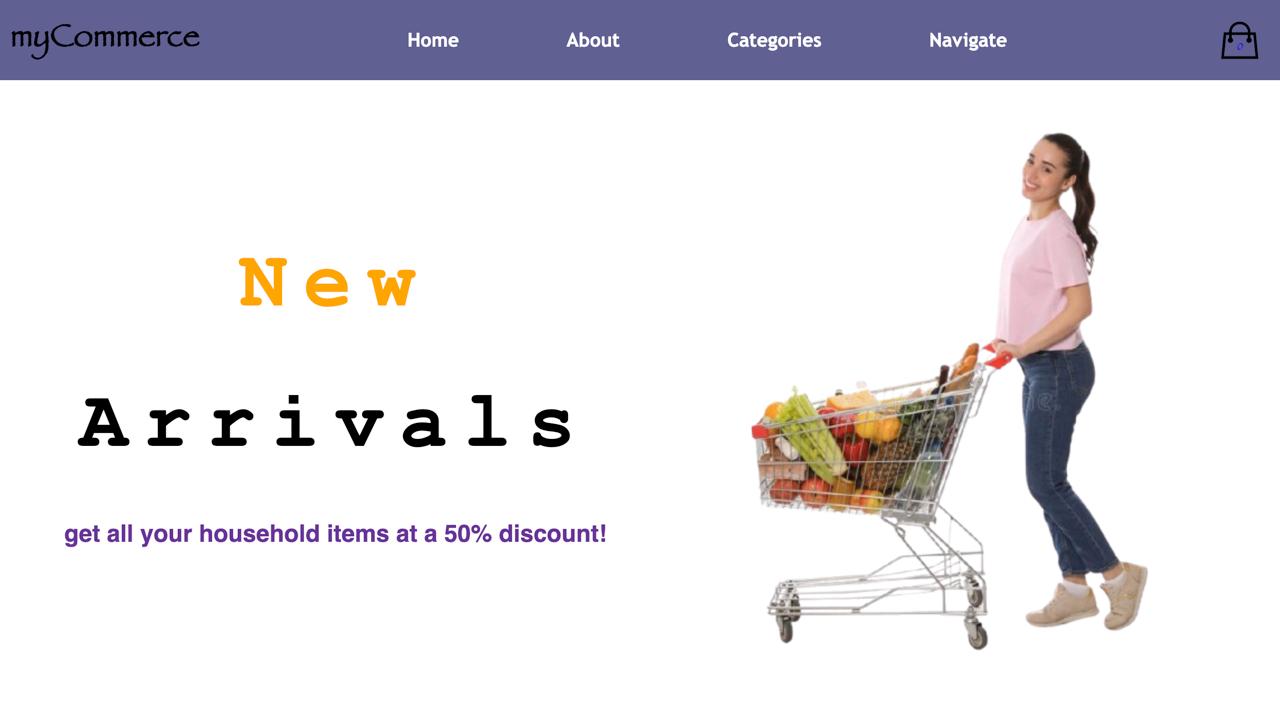 myCommerce
Home
About
Categories
Navigate
0
New
Arrivals
get all your household items at a 50% discount!